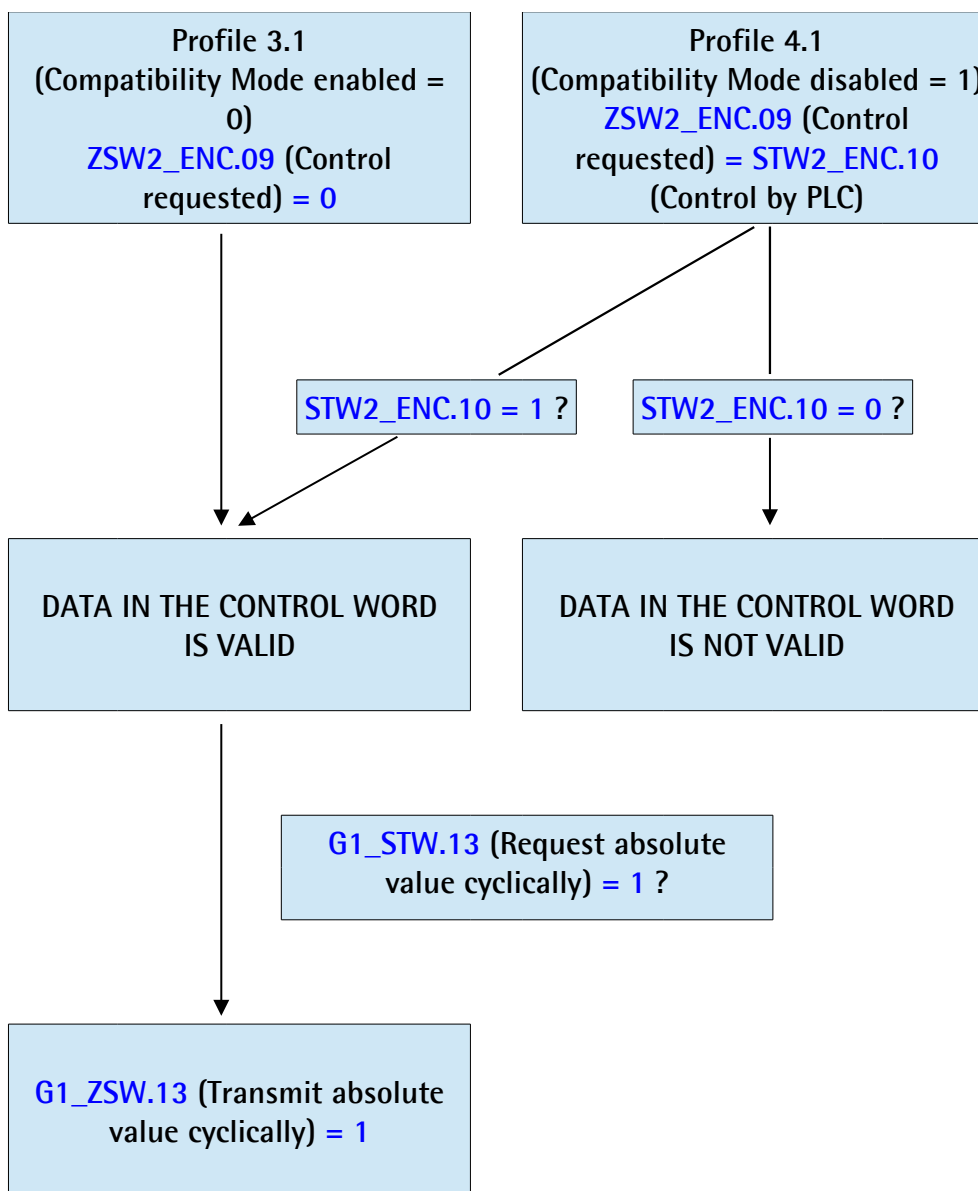 Profile 3.1
(Compatibility Mode enabled =
0)
ZSW2_ENC.09 (Control
requested) = 0
Profile 4.1
(Compatibility Mode disabled = 1)
ZSW2_ENC.09 (Control
requested) = STW2_ENC.10
(Control by PLC)
STW2_ENC.10 = 1 ?
STW2_ENC.10 = 0 ?
DATA IN THE CONTROL WORD
IS VALID
DATA IN THE CONTROL WORD
IS NOT VALID
G1_STW.13 (Request absolute
value cyclically) = 1 ?
G1_ZSW.13 (Transmit absolute
value cyclically) = 1